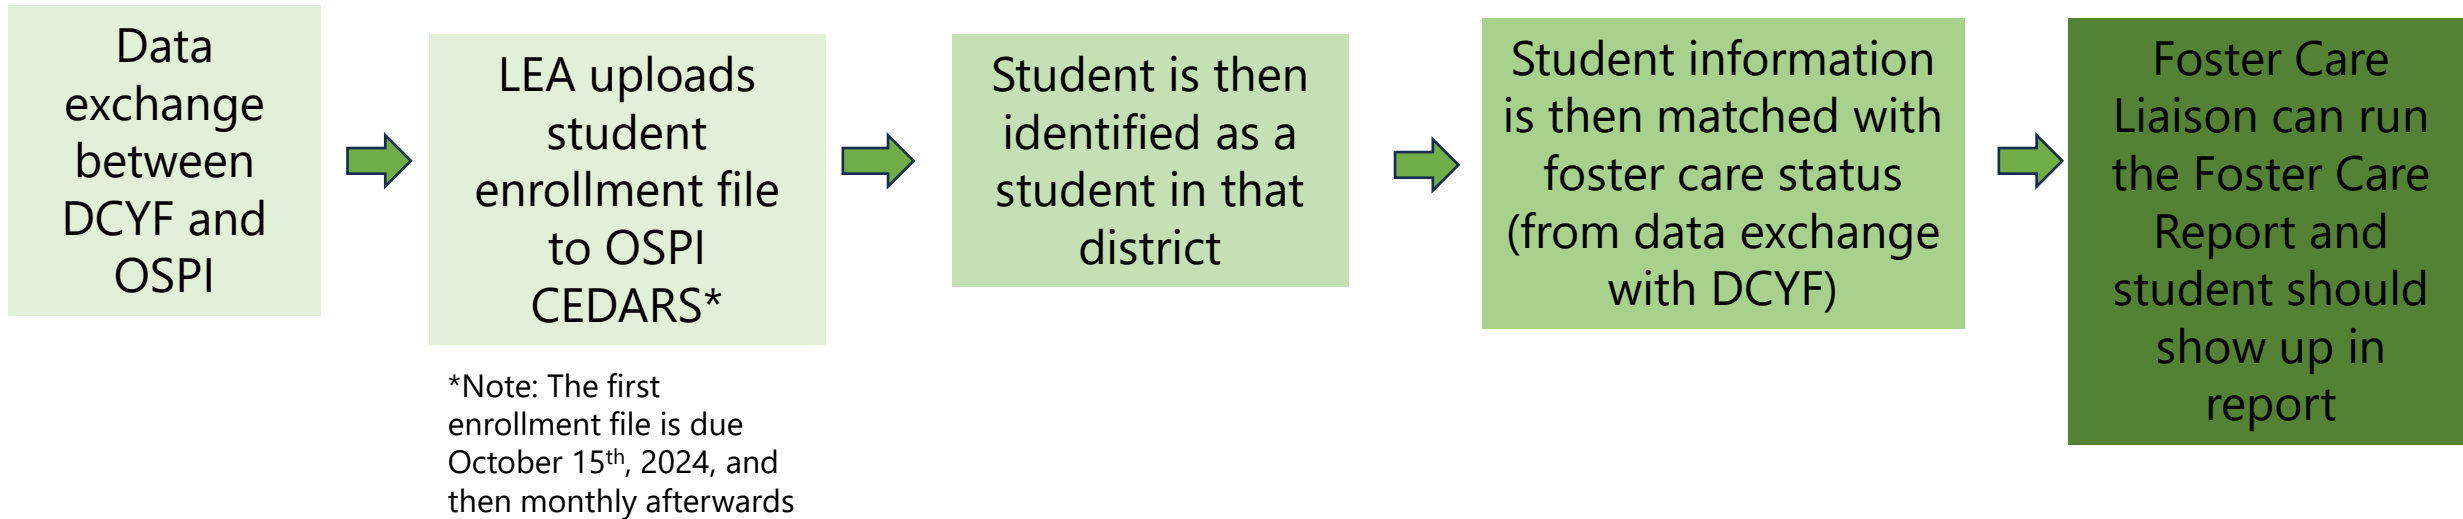 Data
exchange
between
DCYF and
OSPI
LEA uploads
student
enrollment file
to OSPI
CEDARS*
*Note: The first
enrollment file is due
October 15th, 2024, and
then monthly afterwards
Student is then
identified as a
student in that
district
Student information
is then matched with
foster care status
(from data exchange
with DCYF)
Foster Care
Liaison can run
the Foster Care
Report and
student should
show up in
report